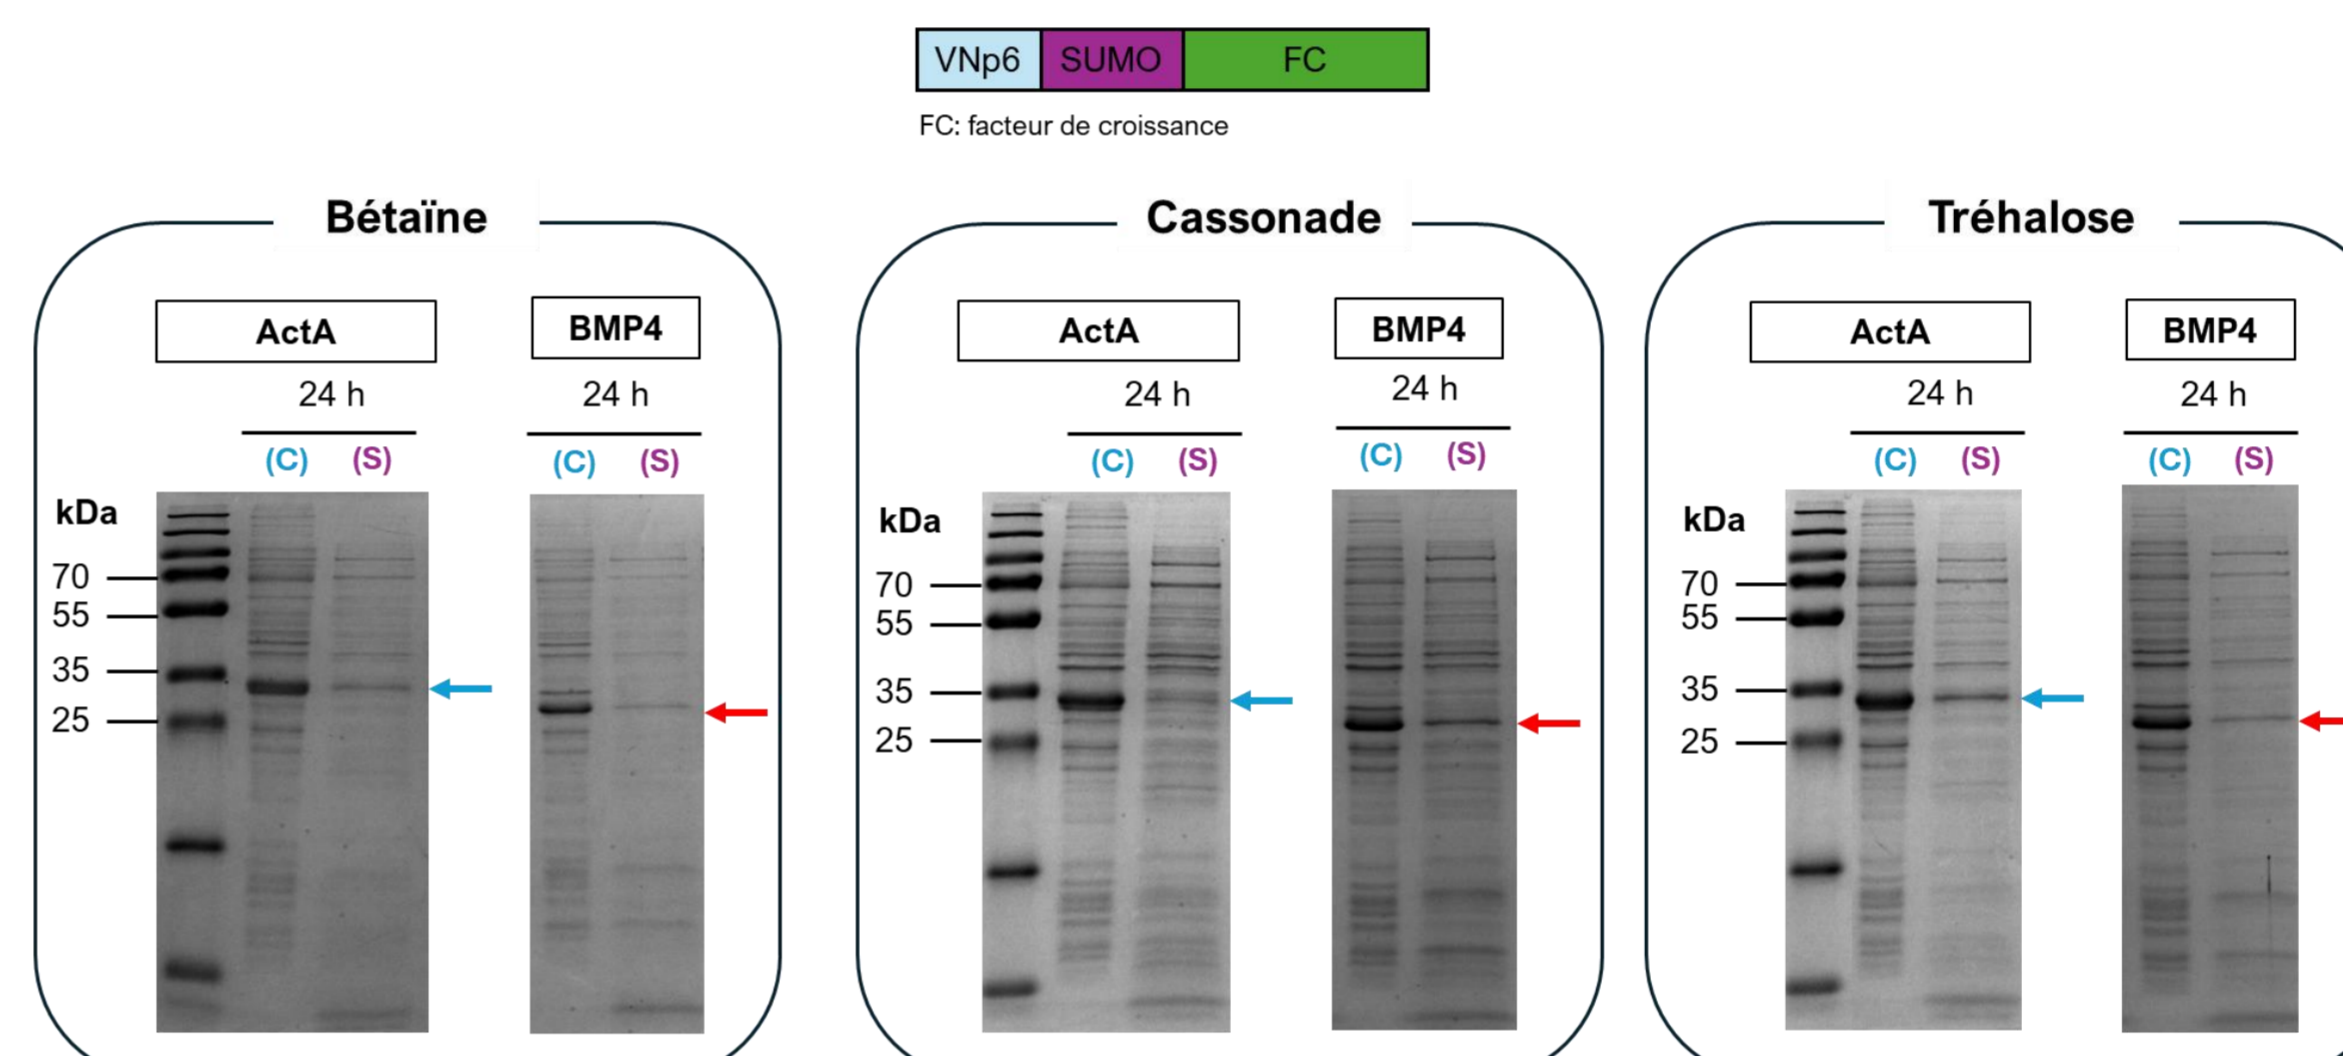 VNp6 SUMO FC
FC: facteur de croissance
Bétaïne
ActA BMP4
24 h 24 h
(C) (S) (C) (S)
kDa
70
55
35
25
Cassonade
ActA BMP4
24 h 24 h
(C) (S) (C) (S)
kDa
70
55
35
25
Tréhalose
ActA BMP4
24 h 24 h
(C) (S) (C) (S)
kDa
70
55
35
25